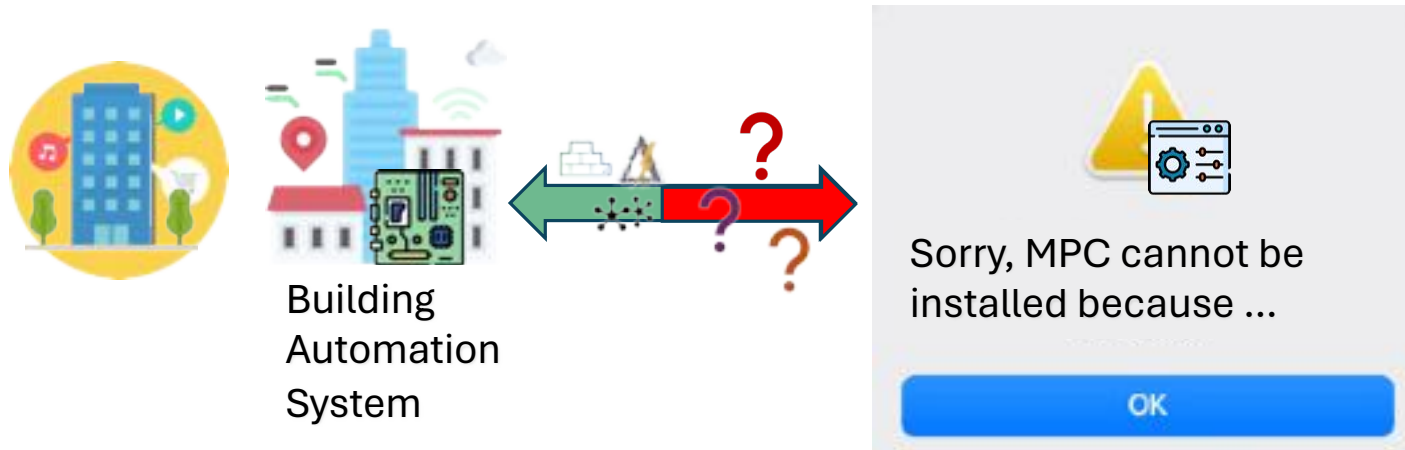 Building
Automation
System
?
?
?
Sorry, MPC cannot be
installed because ...
OK